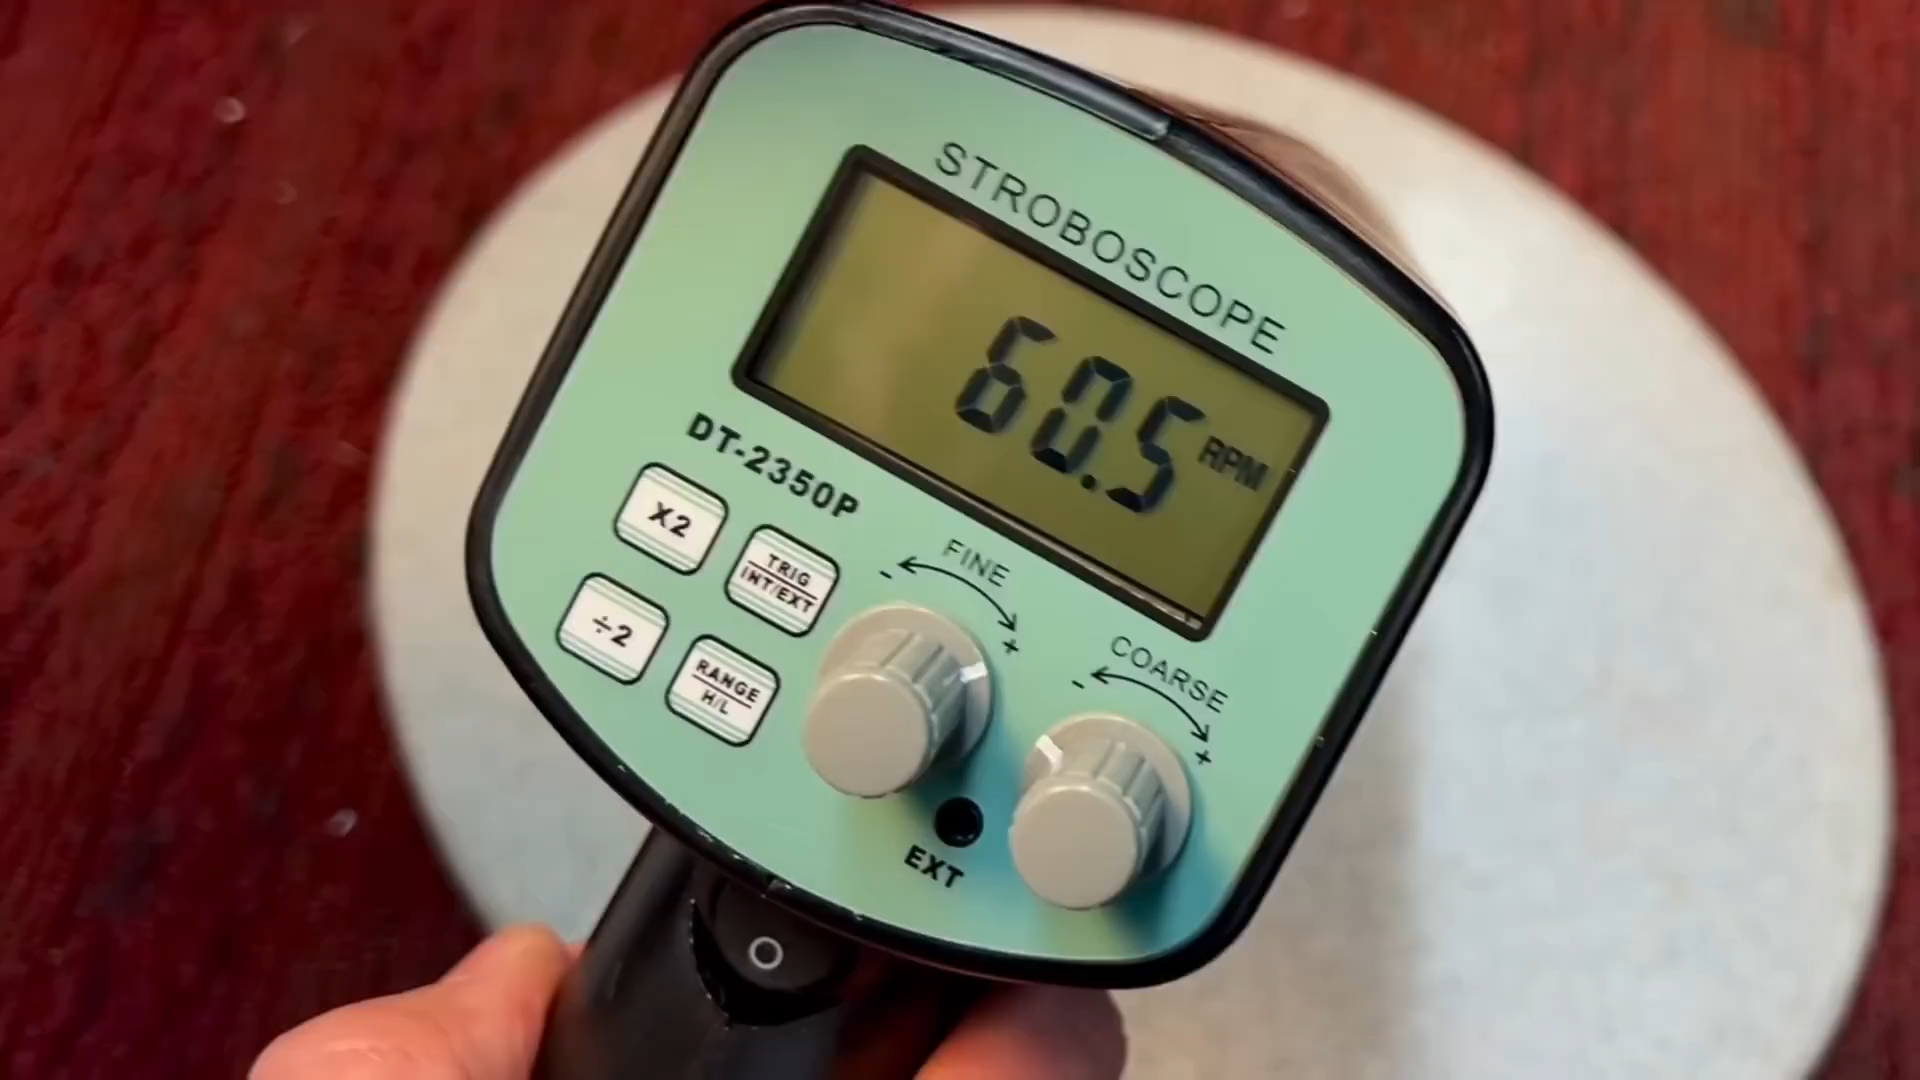 STROBOSCOPE
60.5 RPM
DT-2350P
X2
TRIG
INT/EXT
÷2
RANGE
H/L
- FINE +
- COARSE +
EXT
O